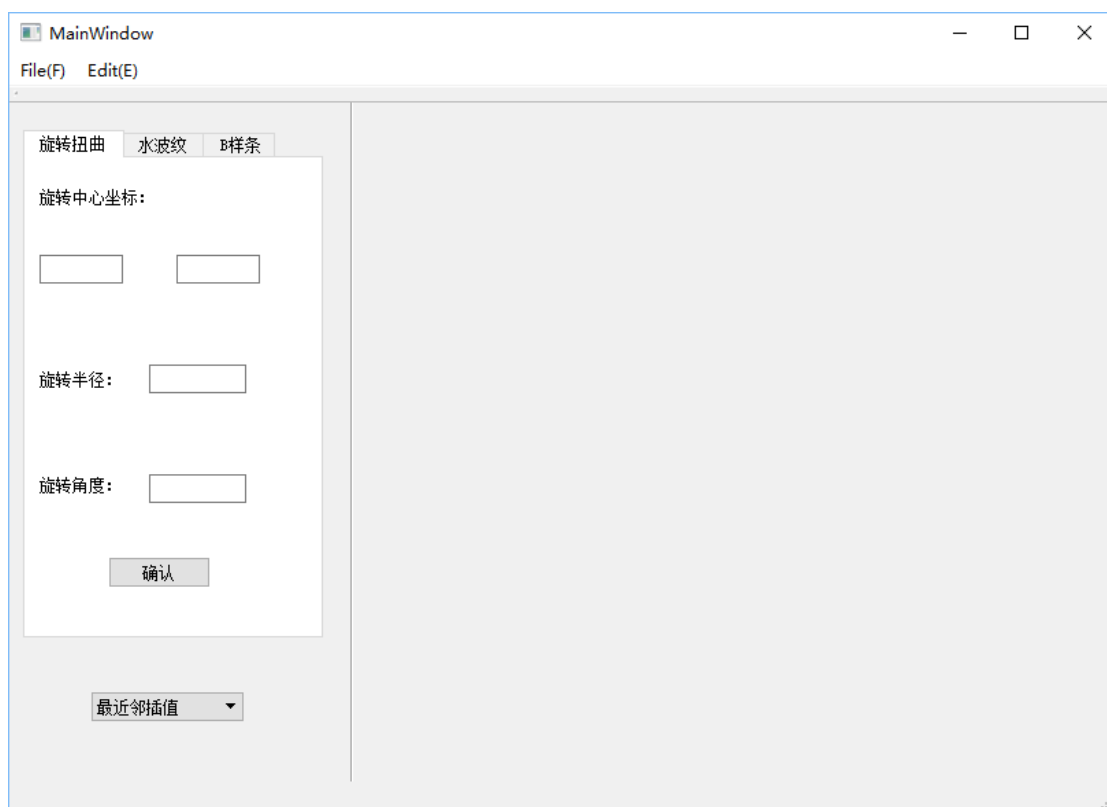 MainWindow
File(F) Edit(E)
旋转扭曲 水波纹 B样条
旋转中心坐标：
旋转半径：
旋转角度：
确认
最近邻插值